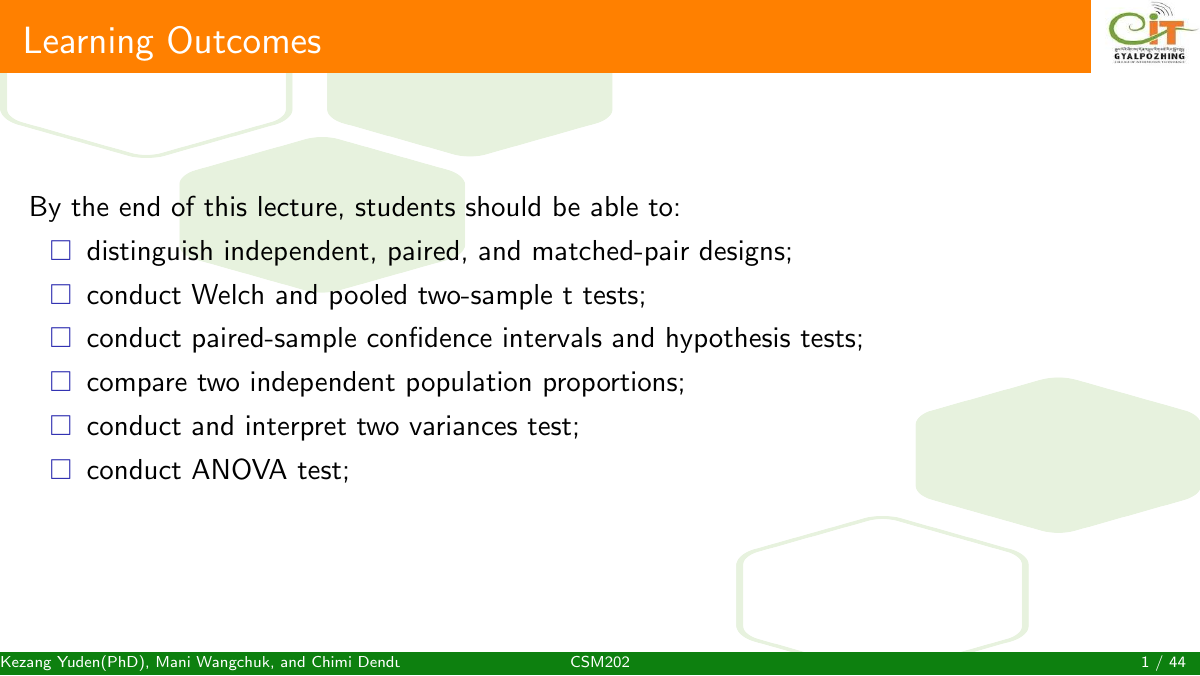 Learning Outcomes
CiT
GYALPOZHING
By the end of this lecture, students should be able to:
distinguish independent, paired, and matched-pair designs;
conduct Welch and pooled two-sample t tests;
conduct paired-sample confidence intervals and hypothesis tests;
compare two independent population proportions;
conduct and interpret two variances test;
conduct ANOVA test;
Kezang Yuden(PhD), Mani Wangchuk, and Chimi Dendu
CSM202
1 / 44